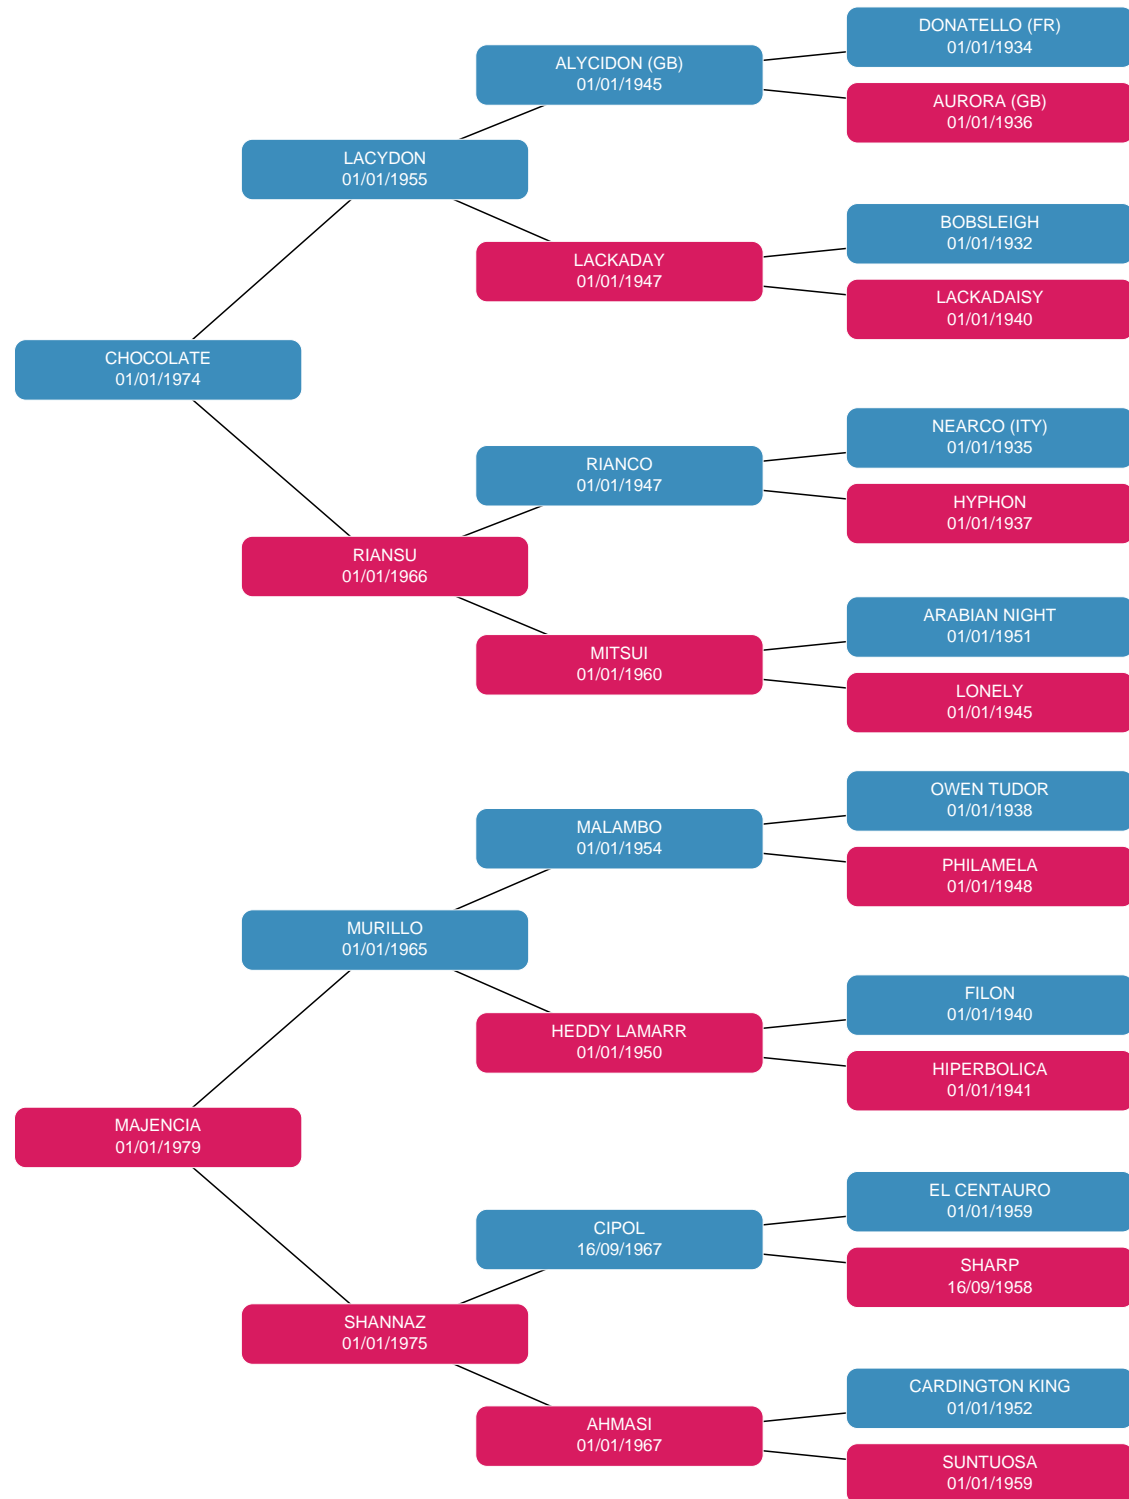 DONATELLO (FR)
01/01/1934
ALYCIDON (GB)
01/01/1945
AURORA (GB)
01/01/1936
LACYDON
01/01/1955
BOBSLEIGH
01/01/1932
LACKADAY
01/01/1947
LACKADAISY
01/01/1940
CHOCOLATE
01/01/1974
NEARCO (ITY)
01/01/1935
RIANCO
01/01/1947
HYPHON
01/01/1937
RIANSU
01/01/1966
ARABIAN NIGHT
01/01/1951
MITSUI
01/01/1960
LONELY
01/01/1945
OWEN TUDOR
01/01/1938
MALAMBO
01/01/1954
PHILAMELA
01/01/1948
MURILLO
01/01/1965
FILON
01/01/1940
HEDDY LAMARR
01/01/1950
HIPERBOLICA
01/01/1941
MAJENCIA
01/01/1979
EL CENTAURO
01/01/1959
CIPOL
16/09/1967
SHARP
16/09/1958
SHANNAZ
01/01/1975
CARDINGTON KING
01/01/1952
AHMASI
01/01/1967
SUNTUOSA
01/01/1959